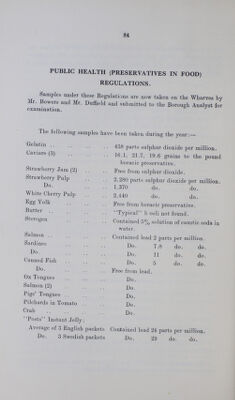 84
PUBLIC HEALTH (PRESERVATIVES IN FOOD)
REGULATIONS.
Samples under these Regulations are now taken on the Wharves by
Mr. Bowers and Mr. Duffield and submitted to the Borough Analyst for
examination.
The following samples have been taken during the year:—
Gelatin .. 458 parts sulphur dioxide per million.
Caviare (3) .. 16.1, 21.7, 19.6 grains to the pound
boracic preservative.
Strawberry Jam (2) .. Free from sulphur dioxide.
Strawberry Pulp .. 2,280 parts sulphur dioxide per million.
Do. .. 1,370 do. do.
White Cherry Pulp .. 2,440 do. do.
Egg Yolk .. Free from boracic preservative.
Butter .. "Typical" b coli not found.
Sterogen .. Contained 5% solution of caustic soda in
water.
Salmon .. Contained lead 2 parts per million.
Sardines .. Do. 7.8 do. do.
Do. .. Do. 11 do. do.
Canned Fish .. Do. 5 do. do.
Do. .. Free from lead.
Ox Tongues .. Do.
Salmon (2) .. Do.
Pigs' Tongues .. Do.
Pilchards in Tomato .. Do.
Crab .. Do.
Instant Jelly:
Average of 3 English packets Contained lead 24 parts per million.
Do. 3 Swedish packets Do. 23 do. do.